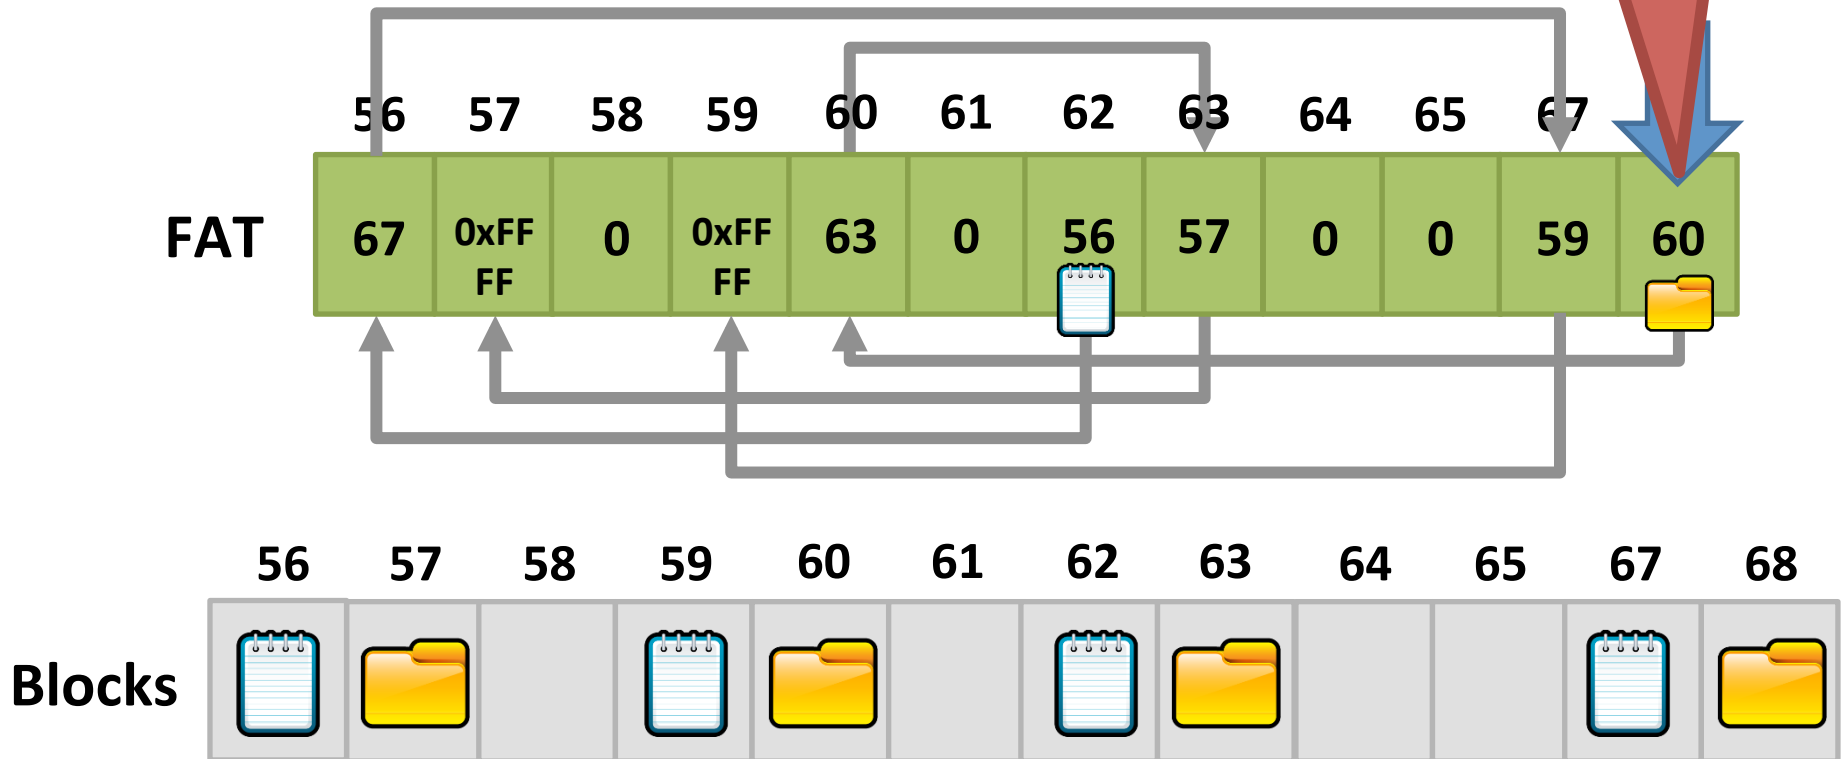 56 57 58 59 60 61 62 63 64 65 67
FAT 67 0xFF 0 0xFF 63 0 56 57 0 0 59 60
FF FF
56 57 58 59 60 61 62 63 64 65 67 68
Blocks